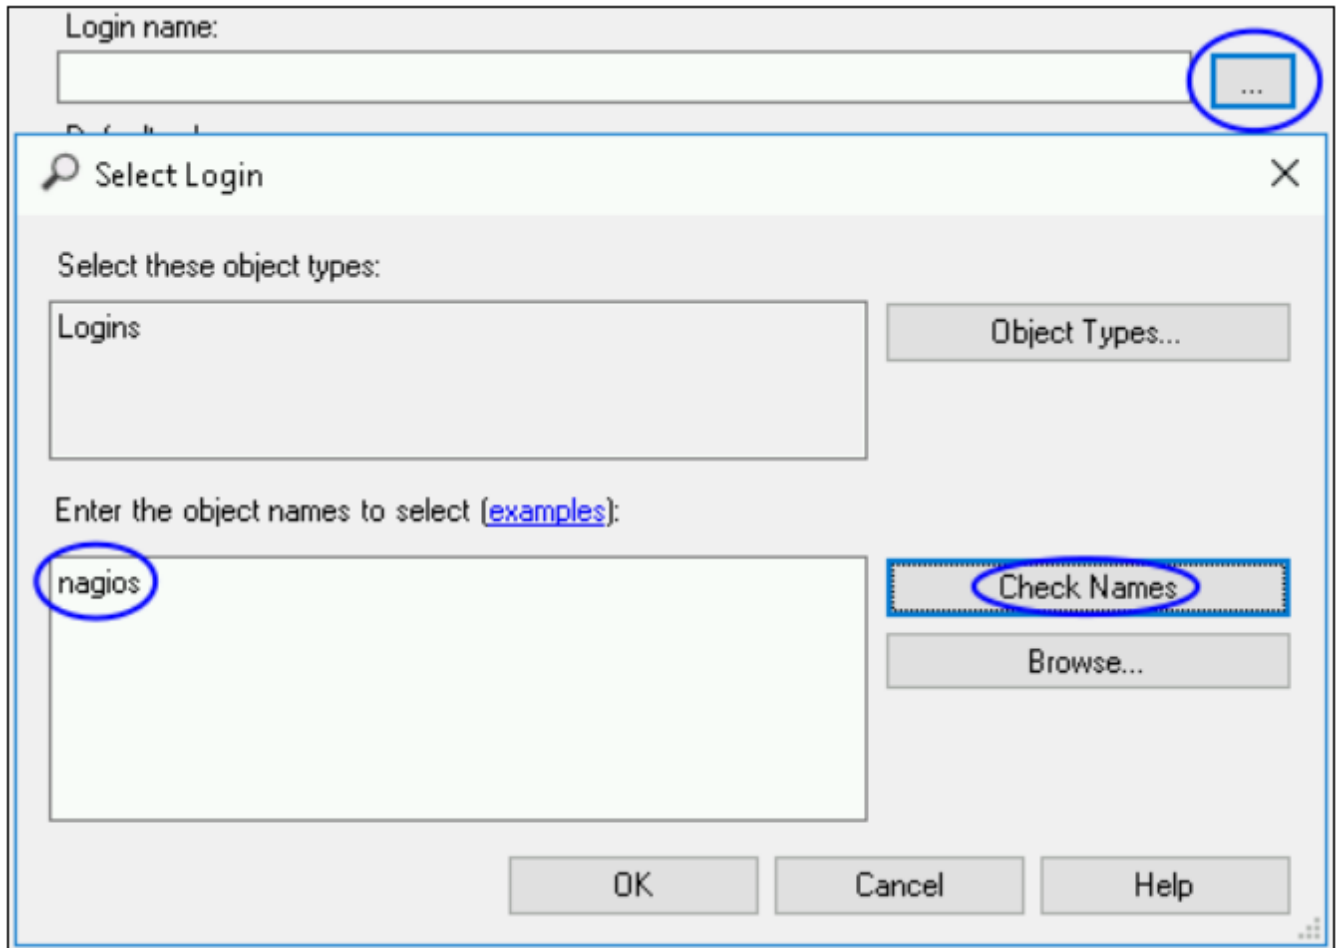 Login name:
...
Select Login
Select these object types:
Logins
Object Types...
Enter the object names to select (examples):
nagios
Check Names
Browse...
OK
Cancel
Help